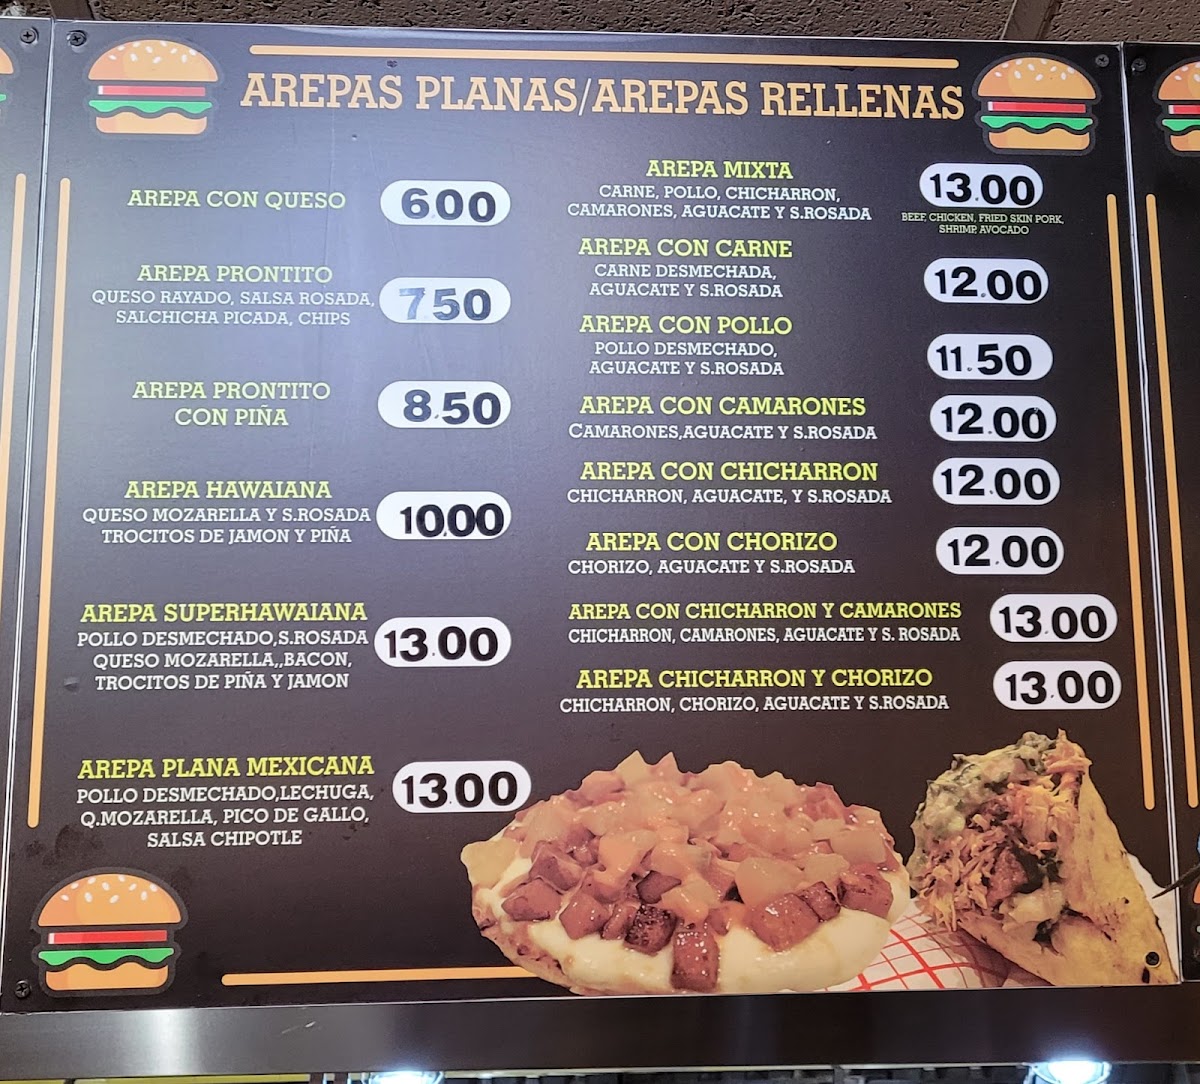 AREPAS PLANAS/AREPAS RELLENAS
AREPA CON QUESO
6.00
AREPA PRONTITO
QUESO RAYADO, SALSA ROSADA,
SALCHICHA PICADA, CHIPS
7.50
AREPA PRONTITO
CON PIÑA
8.50
AREPA HAWAIANA
QUESO MOZARELLA Y S.ROSADA
TROCITOS DE JAMON Y PIÑA
10.00
AREPA SUPERHAWAIANA
POLLO DESMECHADO,S.ROSADA
QUESO MOZARELLA,,BACON,
TROCITOS DE PIÑA Y JAMON
13.00
AREPA PLANA MEXICANA
POLLO DESMECHADO,LECHUGA,
Q.MOZARELLA, PICO DE GALLO,
SALSA CHIPOTLE
13.00
AREPA MIXTA
CARNE, POLLO, CHICHARRON,
CAMARONES, AGUACATE Y S.ROSADA
13.00
BEEF, CHICKEN, FRIED SKIN PORK,
SHRIMP, AVOCADO
AREPA CON CARNE
CARNE DESMECHADA,
AGUACATE Y S.ROSADA
12.00
AREPA CON POLLO
POLLO DESMECHADO,
AGUACATE Y S.ROSADA
11.50
AREPA CON CAMARONES
CAMARONES,AGUACATE Y S.ROSADA
12.00
AREPA CON CHICHARRON
CHICHARRON, AGUACATE, Y S.ROSADA
12.00
AREPA CON CHORIZO
CHORIZO, AGUACATE Y S.ROSADA
12.00
AREPA CON CHICHARRON Y CAMARONES
CHICHARRON, CAMARONES, AGUACATE Y S. ROSADA
13.00
AREPA CHICHARRON Y CHORIZO
CHICHARRON, CHORIZO, AGUACATE Y S.ROSADA
13.00